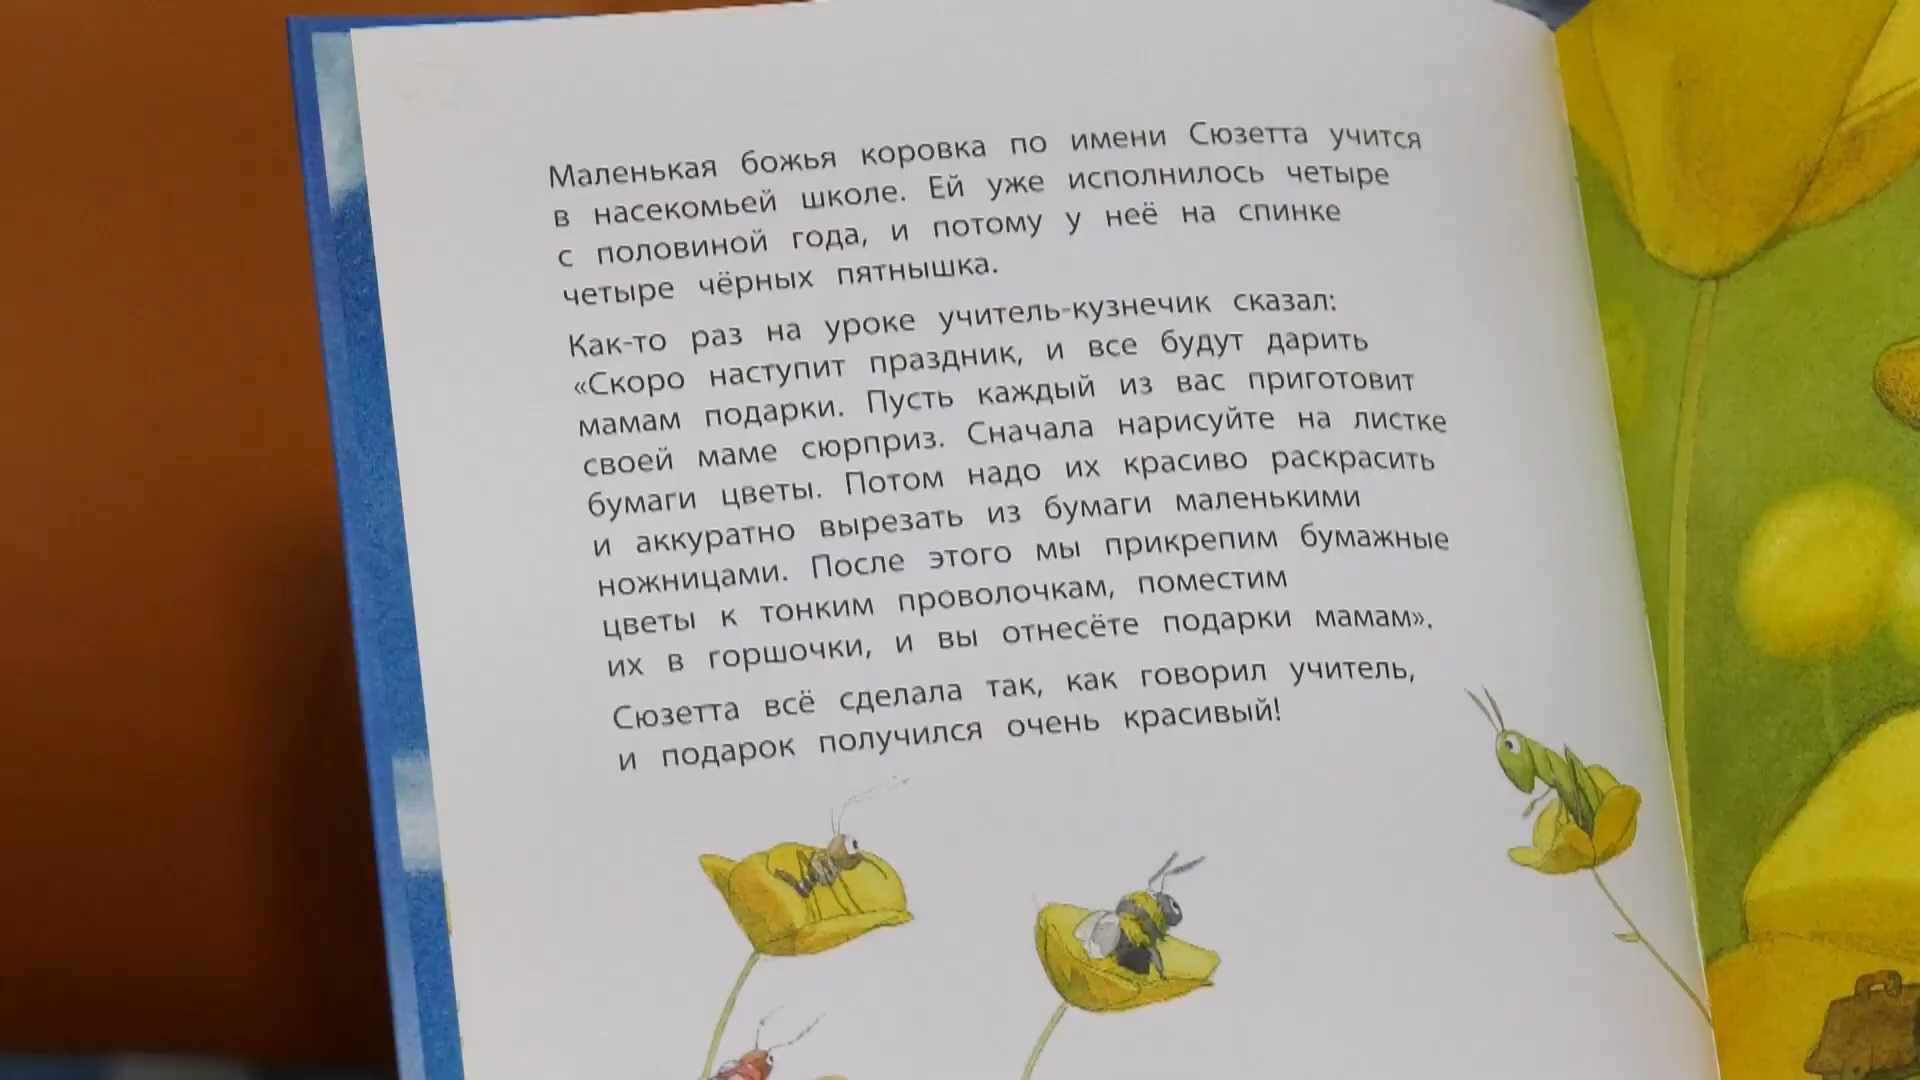 Маленькая божья коровка по имени Сюзетта учится
в насекомьей школе. Ей уже исполнилось четыре
с половиной года, и потому у неё на спинке
четыре чёрных пятнышка.
Как-то раз на уроке учитель-кузнечик сказал:
«Скоро наступит праздник, и все будут дарить
мамам подарки. Пусть каждый из вас приготовит
своей маме сюрприз. Сначала нарисуйте на листке
бумаги цветы. Потом надо их красиво раскрасить
и аккуратно вырезать из бумаги маленькими
ножницами. После этого мы прикрепим бумажные
цветы к тонким проволочкам, поместим
их в горшочки, и вы отнесёте подарки мамам».
Сюзетта всё сделала так, как говорил учитель,
и подарок получился очень красивый!